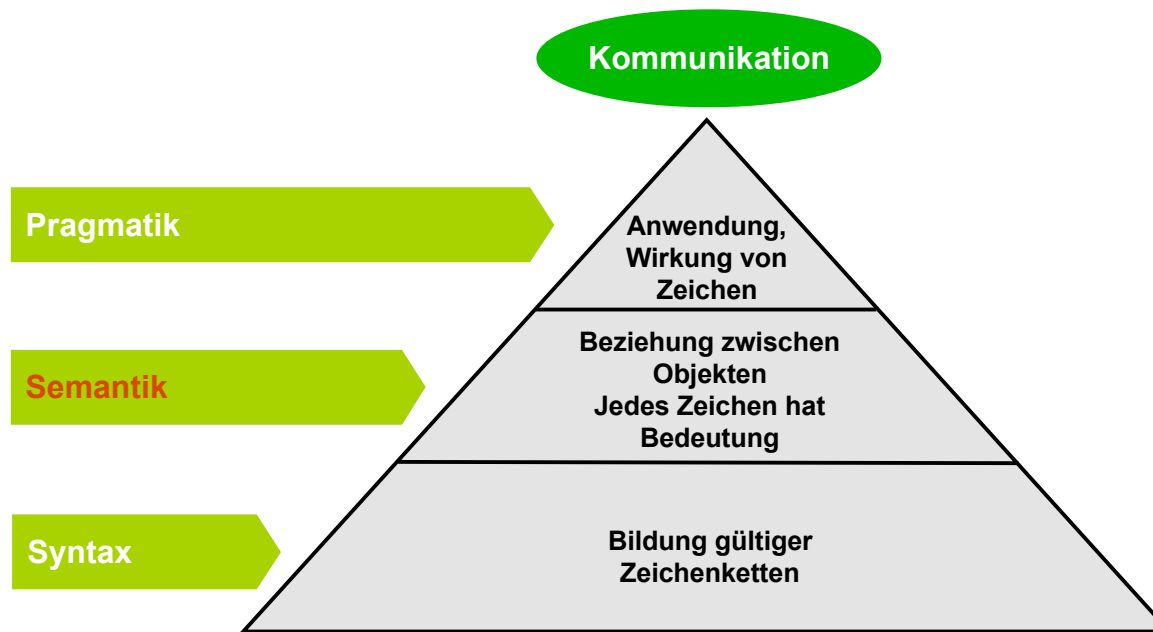 Kommunikation
Pragmatik
Anwendung,
Wirkung von
Zeichen
Semantik
Beziehung zwischen
Objekten
Jedes Zeichen hat
Bedeutung
Syntax
Bildung gültiger
Zeichenketten